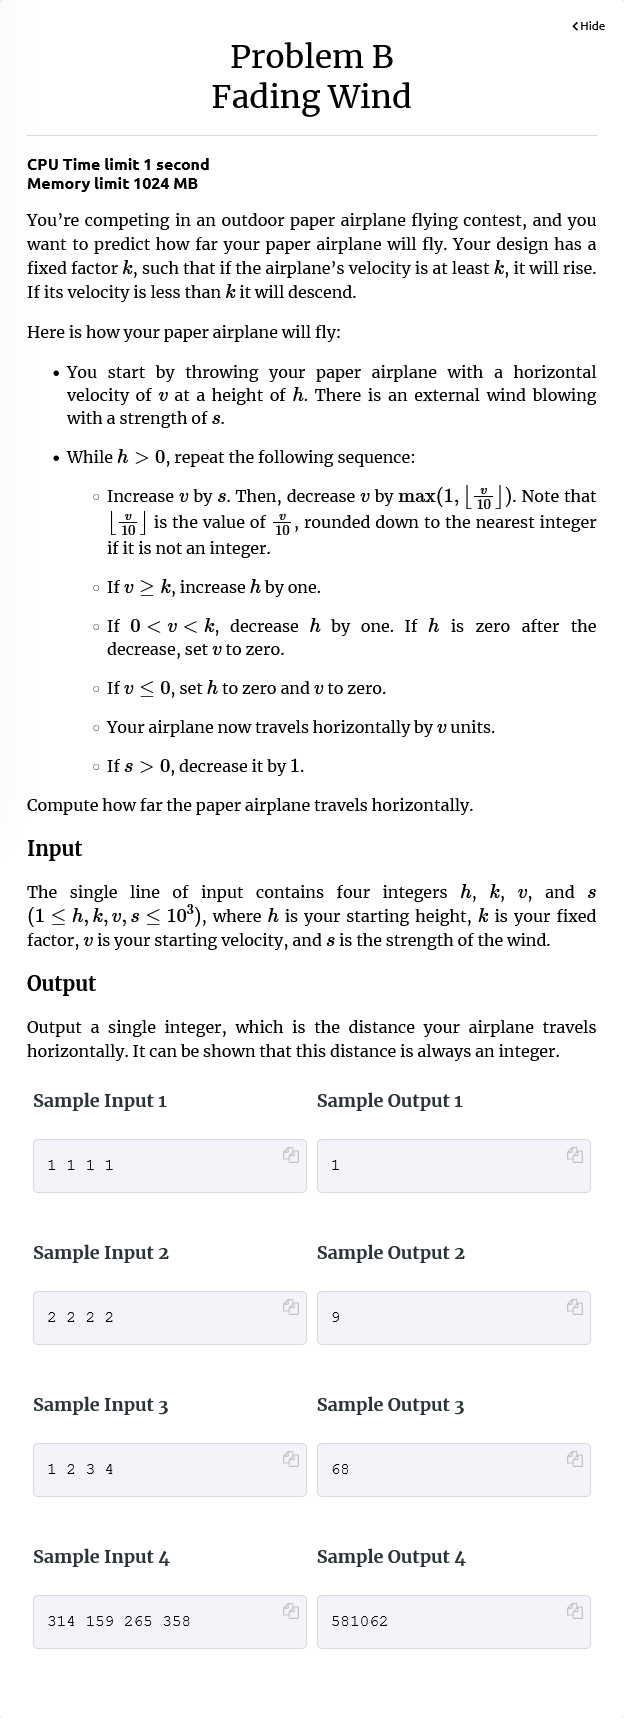 Hide
Problem B
Fading Wind
CPU Time limit 1 second
Memory limit 1024 MB
You’re competing in an outdoor paper airplane flying contest, and you
want to predict how far your paper airplane will fly. Your design has a
fixed factor k, such that if the airplane’s velocity is at least k, it will rise.
If its velocity is less than k it will descend.
Here is how your paper airplane will fly:
• You start by throwing your paper airplane with a horizontal
velocity of v at a height of h. There is an external wind blowing
with a strength of s.
• While h > 0, repeat the following sequence:
◦ Increase v by s. Then, decrease v by max(1, ⌊v/10⌋). Note that
⌊v/10⌋ is the value of v/10, rounded down to the nearest integer
if it is not an integer.
◦ If v ≥ k, increase h by one.
◦ If 0 < v < k, decrease h by one. If h is zero after the
decrease, set v to zero.
◦ If v ≤ 0, set h to zero and v to zero.
◦ Your airplane now travels horizontally by v units.
◦ If s > 0, decrease it by 1.
Compute how far the paper airplane travels horizontally.
Input
The single line of input contains four integers h, k, v, and s
(1 ≤ h, k, v, s ≤ 10³), where h is your starting height, k is your fixed
factor, v is your starting velocity, and s is the strength of the wind.
Output
Output a single integer, which is the distance your airplane travels
horizontally. It can be shown that this distance is always an integer.
Sample Input 1 Sample Output 1
1 1 1 1 1
Sample Input 2 Sample Output 2
2 2 2 2 9
Sample Input 3 Sample Output 3
1 2 3 4 68
Sample Input 4 Sample Output 4
314 159 265 358 581062